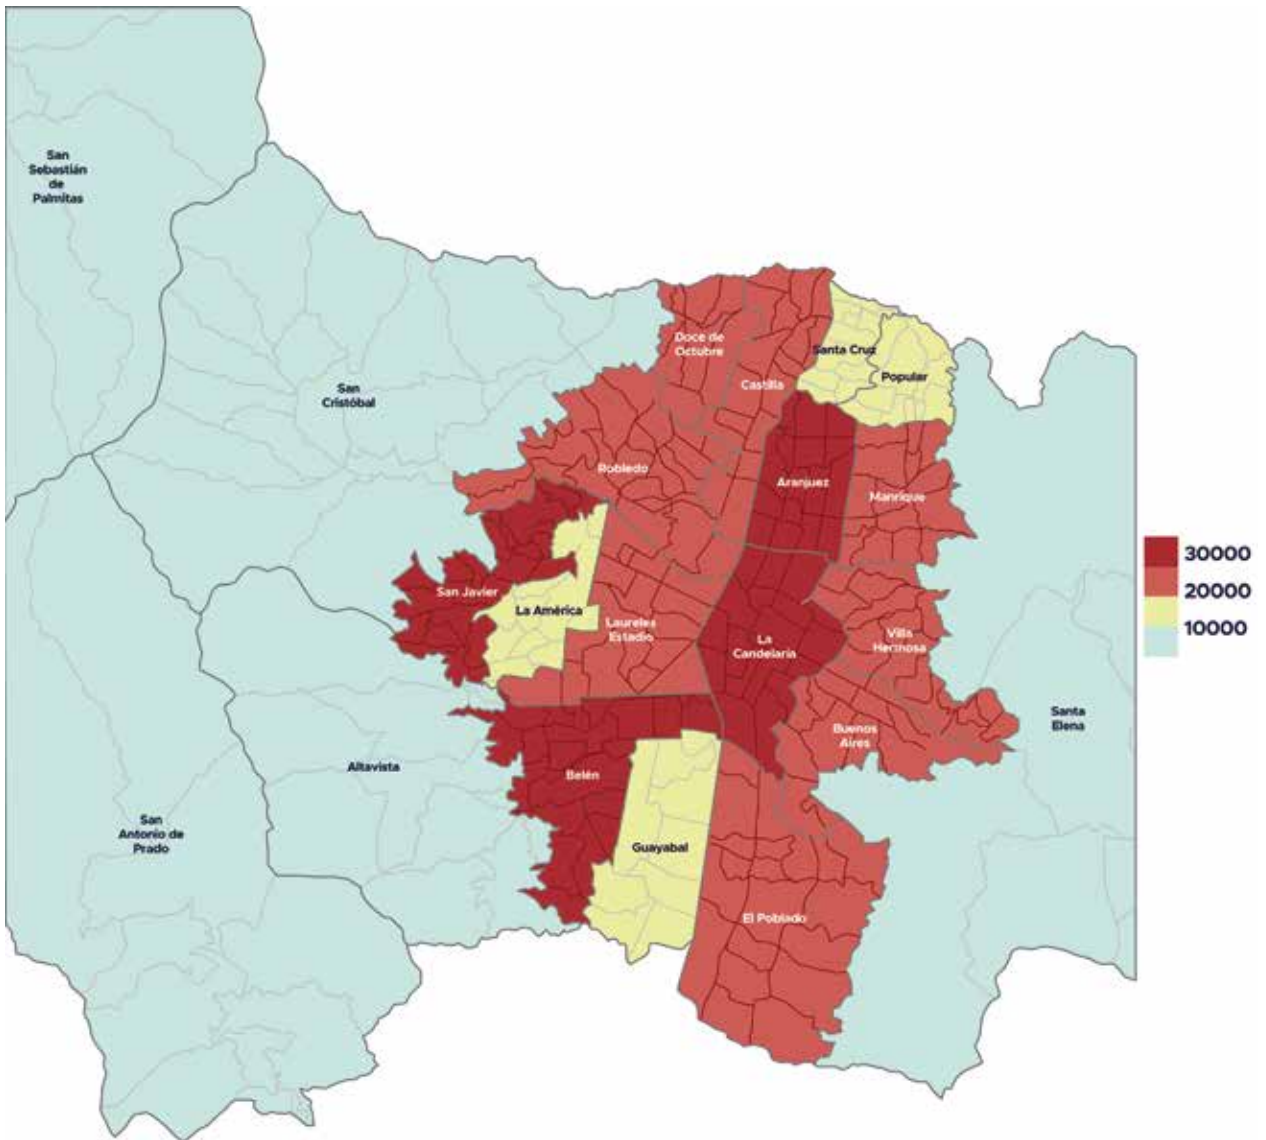 San
Sebastián
de
Palmitas
San
Cristóbal
Doce de
Octubre
Castilla
Santa Cruz
Popular
Robledo
Aranjuez
Manrique
San Javier
La América
Laureles
Estadio
La
Candelaria
Villa
Hermosa
Buenos
Aires
Santa
Elena
Altavista
Belén
San
Antonio de
Prado
Guayabal
El Poblado
30000
20000
10000